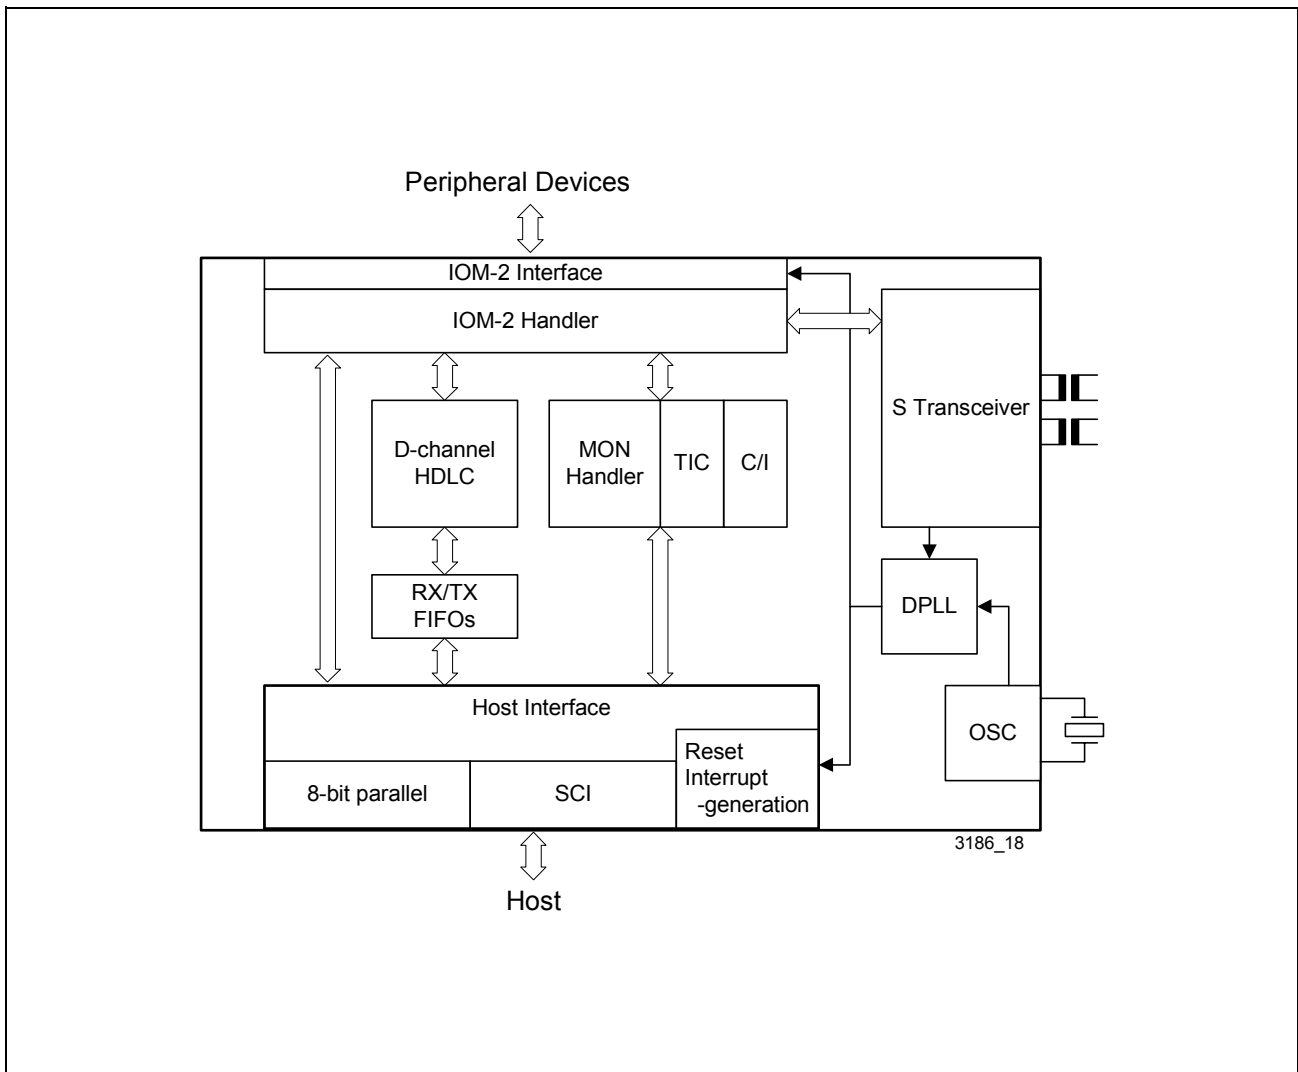 Peripheral Devices
IOM-2 Interface
IOM-2 Handler
S Transceiver
D-channel
HDLC
MON
Handler
TIC
C/I
RX/TX
FIFOs
DPLL
Host Interface
OSC
8-bit parallel
SCI
Reset
Interrupt
-generation
3186_18
Host